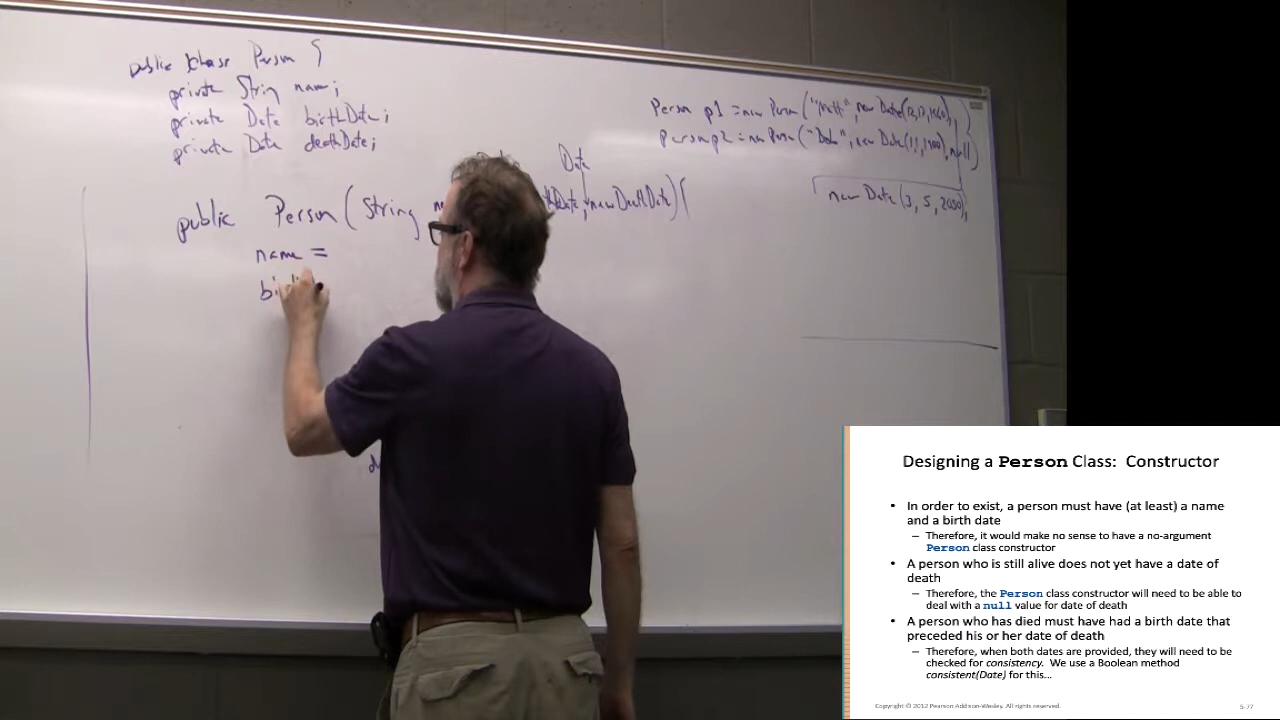 public class Person {
private String name;
private Date birthDate;
private Date deathDate;
public Person (String
Date
newDeathDate) {
name =
Person p1 = new Person ("Matt", new Date(12,12,1960),
Person p2 = new Person (
new Date(1,1,1900), null)
new Date (3, 5, 2050),
Designing a Person Class: Constructor
• In order to exist, a person must have (at least) a name
and a birth date
– Therefore, it would make no sense to have a no-argument
Person class constructor
• A person who is still alive does not yet have a date of
death
– Therefore, the Person class constructor will need to be able to
deal with a null value for date of death
• A person who has died must have had a birth date that
preceded his or her date of death
– Therefore, when both dates are provided, they will need to be
checked for consistency. We use a Boolean method
consistent(Date) for this...
Copyright © 2012 Pearson Addison-Wesley. All rights reserved.
5-77